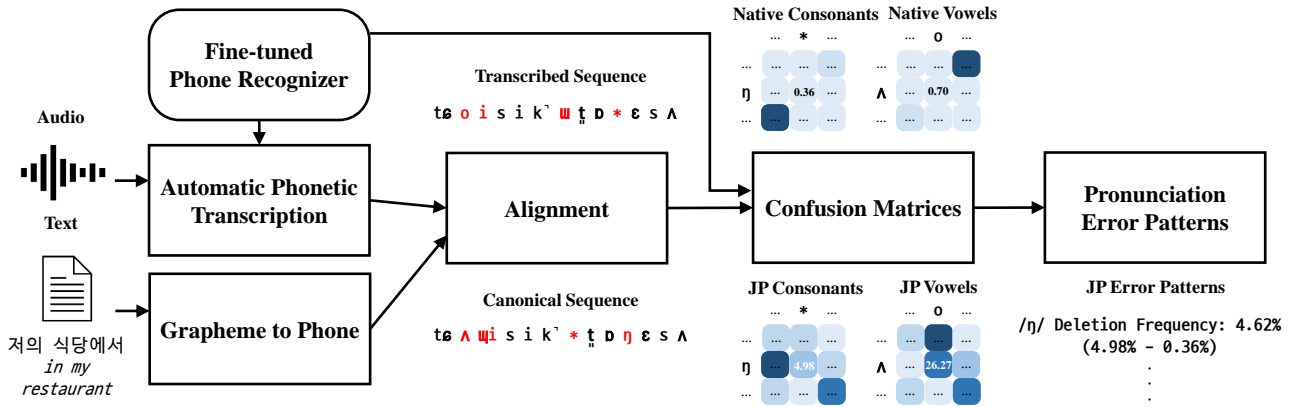 Native Consonants
Native Vowels
... * ...
... o ...
Fine-tuned
Phone Recognizer
... ... ... ...
... ... ... ...
ŋ ... 0.36 ...
ʌ ... 0.70 ...
... ... ... ...
... ... ... ...
Transcribed Sequence
tɕ o i s i k̚ ɯ t͈ ɒ * ɛ s ʌ
Audio
Text
Automatic Phonetic
Transcription
Alignment
Confusion Matrices
Pronunciation
Error Patterns
Grapheme to Phone
Canonical Sequence
tɕ ʌ ɰi s i k̚ * t͈ ɒ ŋ ɛ s ʌ
JP Consonants
JP Vowels
... * ...
... o ...
... ... ... ...
... ... ... ...
ŋ ... 4.98 ...
ʌ ... 26.27 ...
... ... ... ...
... ... ... ...
JP Error Patterns
/ŋ/ Deletion Frequency: 4.62%
(4.98% – 0.36%)
.
.
.
저의 식당에서
in my
restaurant